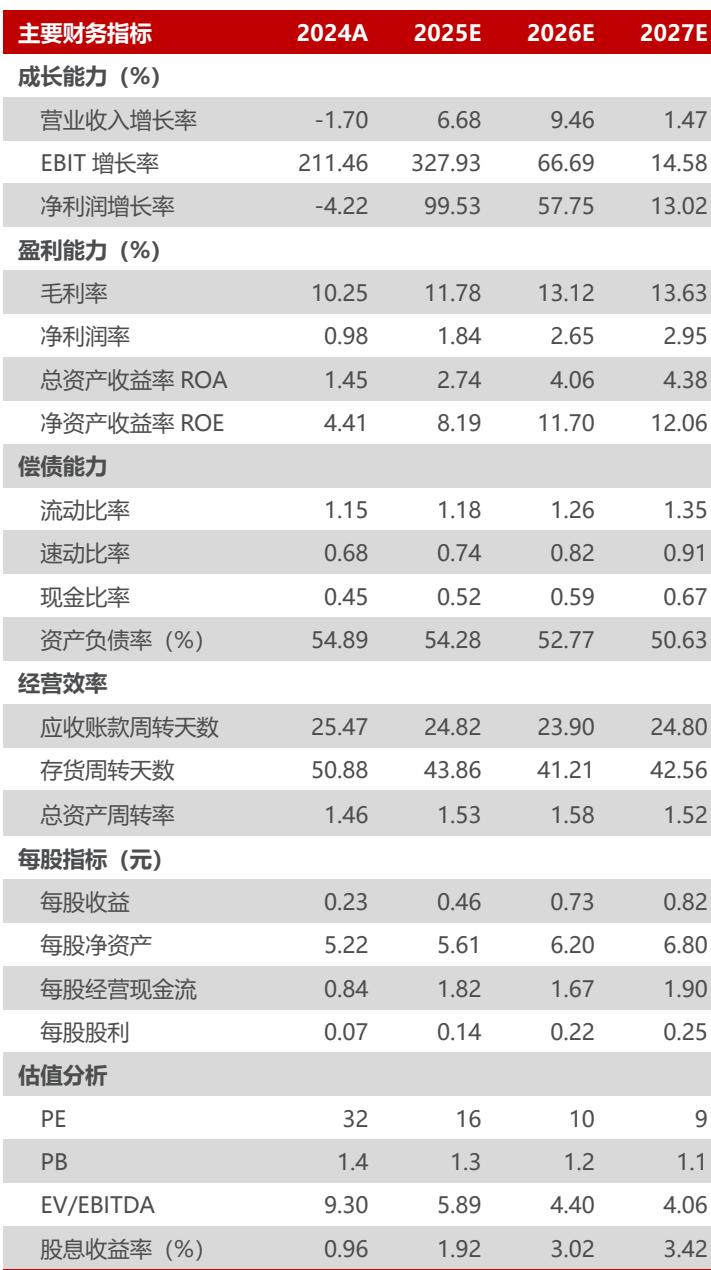 主要财务指标 2024A 2025E 2026E 2027E
成长能力（%）
营业收入增长率 -1.70 6.68 9.46 1.47
EBIT 增长率 211.46 327.93 66.69 14.58
净利润增长率 -4.22 99.53 57.75 13.02
盈利能力（%）
毛利率 10.25 11.78 13.12 13.63
净利润率 0.98 1.84 2.65 2.95
总资产收益率 ROA 1.45 2.74 4.06 4.38
净资产收益率 ROE 4.41 8.19 11.70 12.06
偿债能力
流动比率 1.15 1.18 1.26 1.35
速动比率 0.68 0.74 0.82 0.91
现金比率 0.45 0.52 0.59 0.67
资产负债率（%） 54.89 54.28 52.77 50.63
经营效率
应收账款周转天数 25.47 24.82 23.90 24.80
存货周转天数 50.88 43.86 41.21 42.56
总资产周转率 1.46 1.53 1.58 1.52
每股指标（元）
每股收益 0.23 0.46 0.73 0.82
每股净资产 5.22 5.61 6.20 6.80
每股经营现金流 0.84 1.82 1.67 1.90
每股股利 0.07 0.14 0.22 0.25
估值分析
PE 32 16 10 9
PB 1.4 1.3 1.2 1.1
EV/EBITDA 9.30 5.89 4.40 4.06
股息收益率（%） 0.96 1.92 3.02 3.42